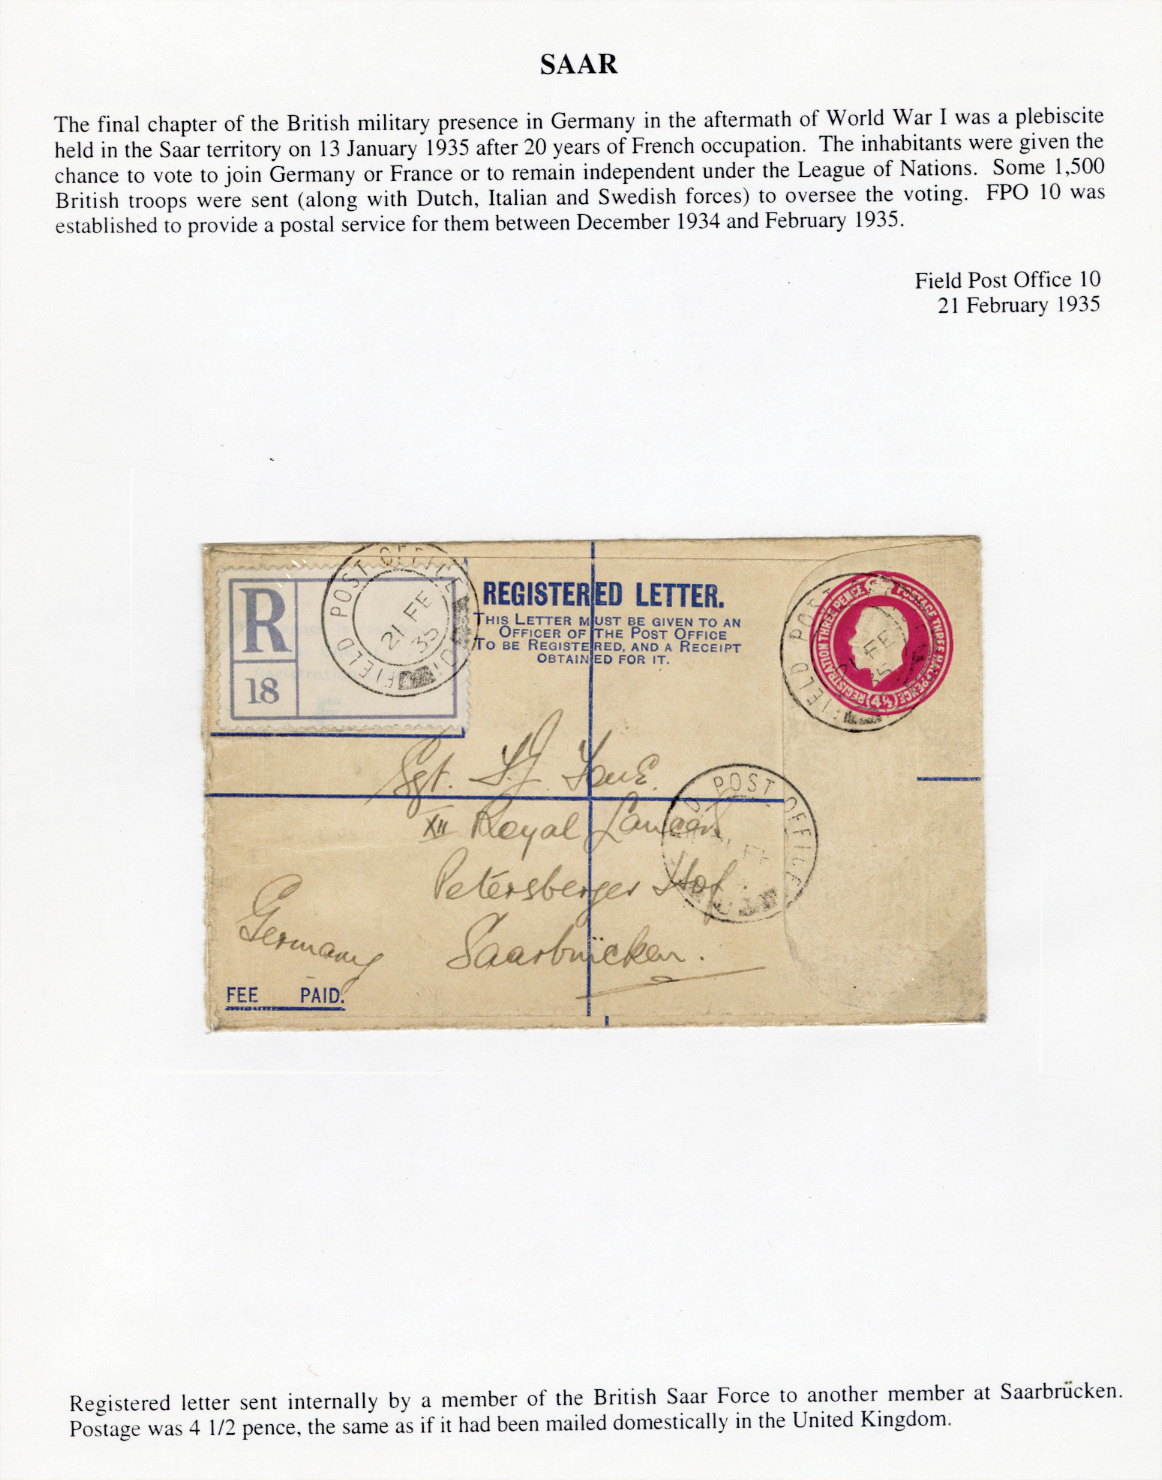 SAAR
The final chapter of the British military presence in Germany in the aftermath of World War I was a plebiscite
held in the Saar territory on 13 January 1935 after 20 years of French occupation. The inhabitants were given the
chance to vote to join Germany or France or to remain independent under the League of Nations. Some 1,500
British troops were sent (along with Dutch, Italian and Swedish forces) to oversee the voting. FPO 10 was
established to provide a postal service for them between December 1934 and February 1935.
Field Post Office 10
21 February 1935
R
18
FIELD POST OFFICE
21 FE
35
REGISTERED LETTER.
THIS LETTER MUST BE GIVEN TO AN
OFFICER OF THE POST OFFICE
TO BE REGISTERED, AND A RECEIPT
OBTAINED FOR IT.
REGISTRATION THREE PENCE
POSTAGE THREE HALFPENCE
4½
FIELD POST
FE
35
Sgt.
XII Royal Lancers
Petersberger Hof.
Saarbrücken.
Germany
POST OFFICE
FEE PAID.
Registered letter sent internally by a member of the British Saar Force to another member at Saarbrücken.
Postage was 4 1/2 pence, the same as if it had been mailed domestically in the United Kingdom.